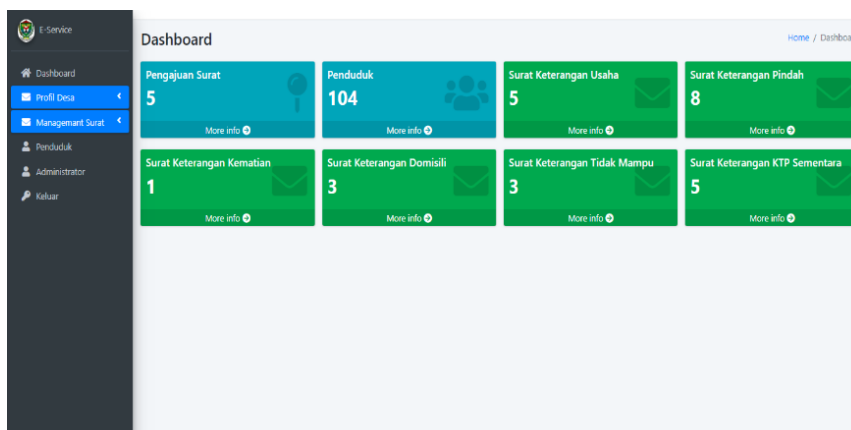 E-Service
Dashboard
Profil Desa
Managemant Surat
Penduduk
Administrator
Keluar
Dashboard
Home / Dashboa
Pengajuan Surat
5
More info
Penduduk
104
More info
Surat Keterangan Usaha
5
More info
Surat Keterangan Pindah
8
More info
Surat Keterangan Kematian
1
More info
Surat Keterangan Domisili
3
More info
Surat Keterangan Tidak Mampu
3
More info
Surat Keterangan KTP Sementara
5
More info